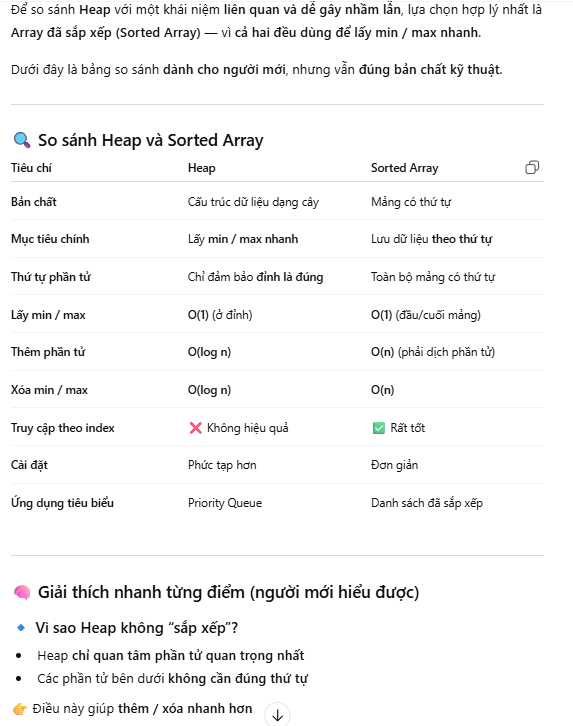 Để so sánh Heap với một khái niệm liên quan và dễ gây nhầm lẫn, lựa chọn hợp lý nhất là
Array đã sắp xếp (Sorted Array) — vì cả hai đều dùng để lấy min / max nhanh.
Dưới đây là bảng so sánh dành cho người mới, nhưng vẫn đúng bản chất kỹ thuật.
🔍 So sánh Heap và Sorted Array
Tiêu chí Heap Sorted Array
Bản chất Cấu trúc dữ liệu dạng cây Mảng có thứ tự
Mục tiêu chính Lấy min / max nhanh Lưu dữ liệu theo thứ tự
Thứ tự phần tử Chỉ đảm bảo đỉnh là đúng Toàn bộ mảng có thứ tự
Lấy min / max O(1) (ở đỉnh) O(1) (đầu/cuối mảng)
Thêm phần tử O(log n) O(n) (phải dịch phần tử)
Xóa min / max O(log n) O(n)
Truy cập theo index ❌ Không hiệu quả ✅ Rất tốt
Cài đặt Phức tạp hơn Đơn giản
Ứng dụng tiêu biểu Priority Queue Danh sách đã sắp xếp
🧠 Giải thích nhanh từng điểm (người mới hiểu được)
🔹 Vì sao Heap không “sắp xếp”?
• Heap chỉ quan tâm phần tử quan trọng nhất
• Các phần tử bên dưới không cần đúng thứ tự
👉 Điều này giúp thêm / xóa nhanh hơn